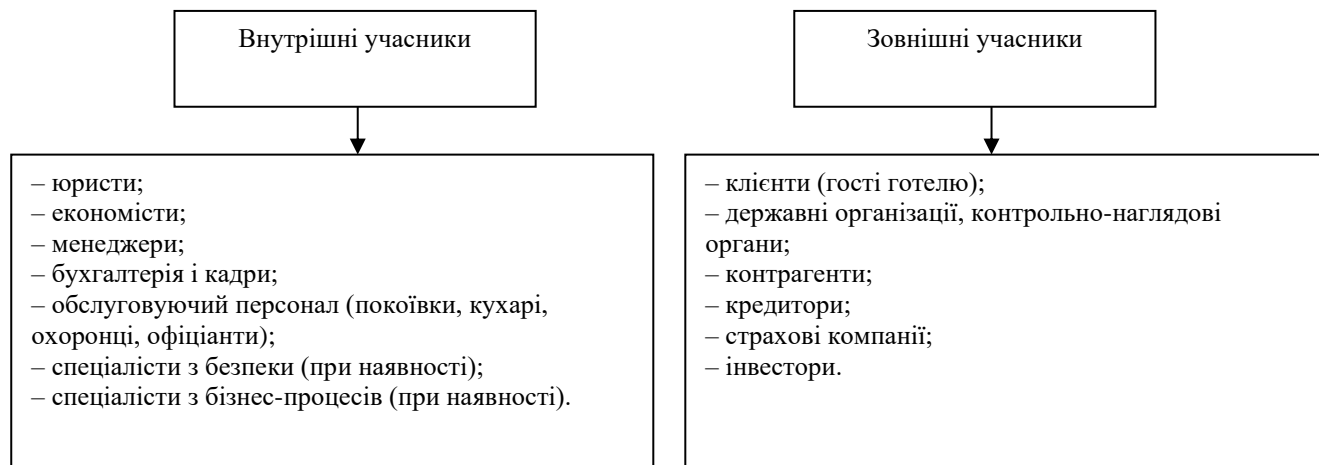 Внутрішні учасники
– юристи;
– економісти;
– менеджери;
– бухгалтерія і кадри;
– обслуговуючий персонал (покоївки, кухарі,
охоронці, офіціанти);
– спеціалісти з безпеки (при наявності);
– спеціалісти з бізнес-процесів (при наявності).
Зовнішні учасники
– клієнти (гості готелю);
– державні організації, контрольно-наглядові
органи;
– контрагенти;
– кредитори;
– страхові компанії;
– інвестори.